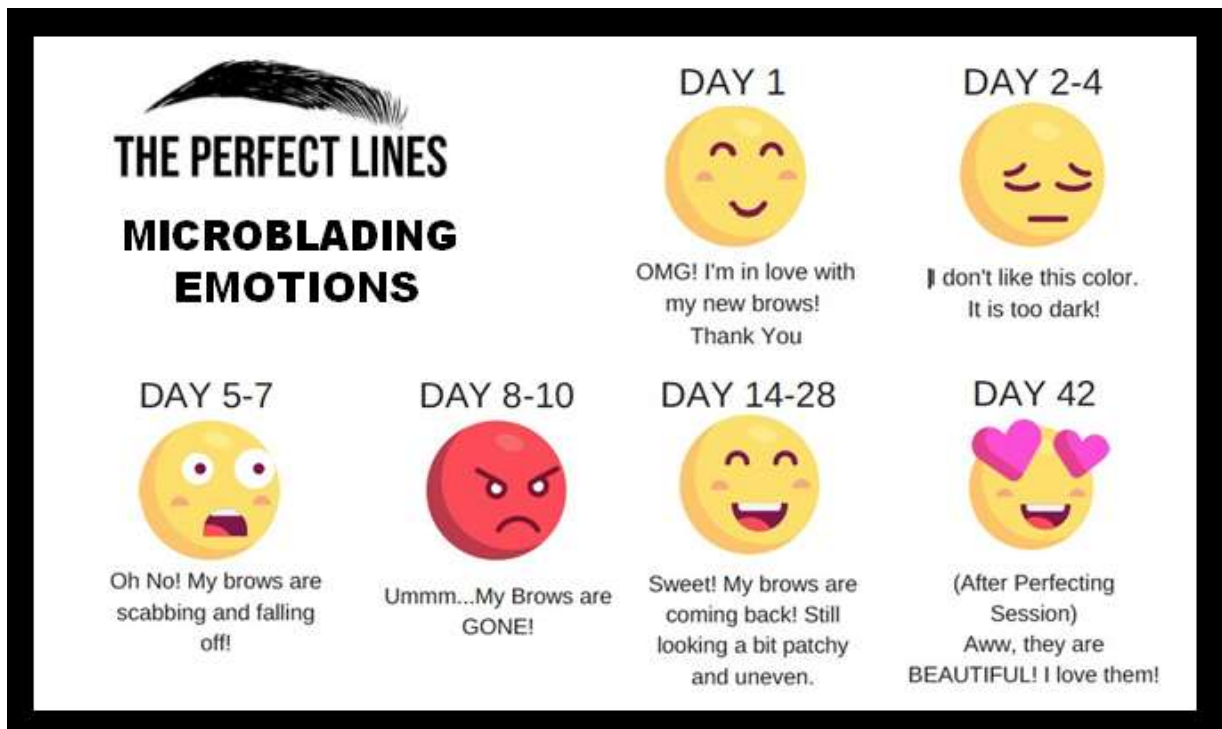 THE PERFECT LINES
MICROBLADING
EMOTIONS
DAY 1
OMG! I'm in love with
my new brows!
Thank You
DAY 2-4
I don't like this color.
It is too dark!
DAY 5-7
Oh No! My brows are
scabbing and falling
off!
DAY 8-10
Ummm...My Brows are
GONE!
DAY 14-28
Sweet! My brows are
coming back! Still
looking a bit patchy
and uneven.
DAY 42
(After Perfecting
Session)
Aww, they are
BEAUTIFUL! I love them!